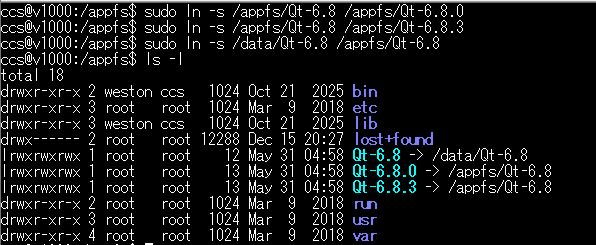 ccs@v1000:/appfs$ sudo ln -s /appfs/Qt-6.8 /appfs/Qt-6.8.0
ccs@v1000:/appfs$ sudo ln -s /appfs/Qt-6.8 /appfs/Qt-6.8.3
ccs@v1000:/appfs$ sudo ln -s /data/Qt-6.8 /appfs/Qt-6.8
ccs@v1000:/appfs$ ls -l
total 18
drwxr-xr-x 2 weston ccs 1024 Oct 21 2025 bin
drwxr-xr-x 3 root root 1024 Mar 9 2018 etc
drwxr-xr-x 3 weston ccs 1024 Oct 21 2025 lib
drwx------ 2 root root 12288 Dec 15 20:27 lost+found
lrwxrwxrwx 1 root root 12 May 31 04:58 Qt-6.8 -> /data/Qt-6.8
lrwxrwxrwx 1 root root 13 May 31 04:58 Qt-6.8.0 -> /appfs/Qt-6.8
lrwxrwxrwx 1 root root 13 May 31 04:58 Qt-6.8.3 -> /appfs/Qt-6.8
drwxr-xr-x 2 root root 1024 Mar 9 2018 run
drwxr-xr-x 3 root root 1024 Mar 9 2018 usr
drwxr-xr-x 4 root root 1024 Mar 9 2018 var